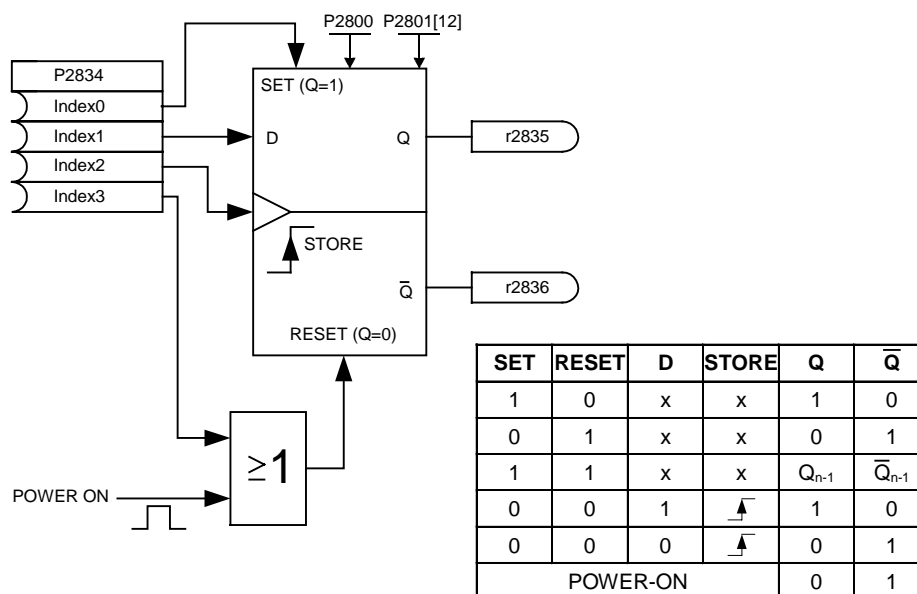 P2800 P2801[12]
P2834
Index0
Index1
Index2
Index3
SET (Q=1)
D
Q
r2835
STORE
Q̅
r2836
RESET (Q=0)
≥1
POWER ON
SET RESET D STORE Q Q̅
1 0 x x 1 0
0 1 x x 0 1
1 1 x x Qn-1 Q̅n-1
0 0 1 1 0
0 0 0 0 1
POWER-ON 0 1